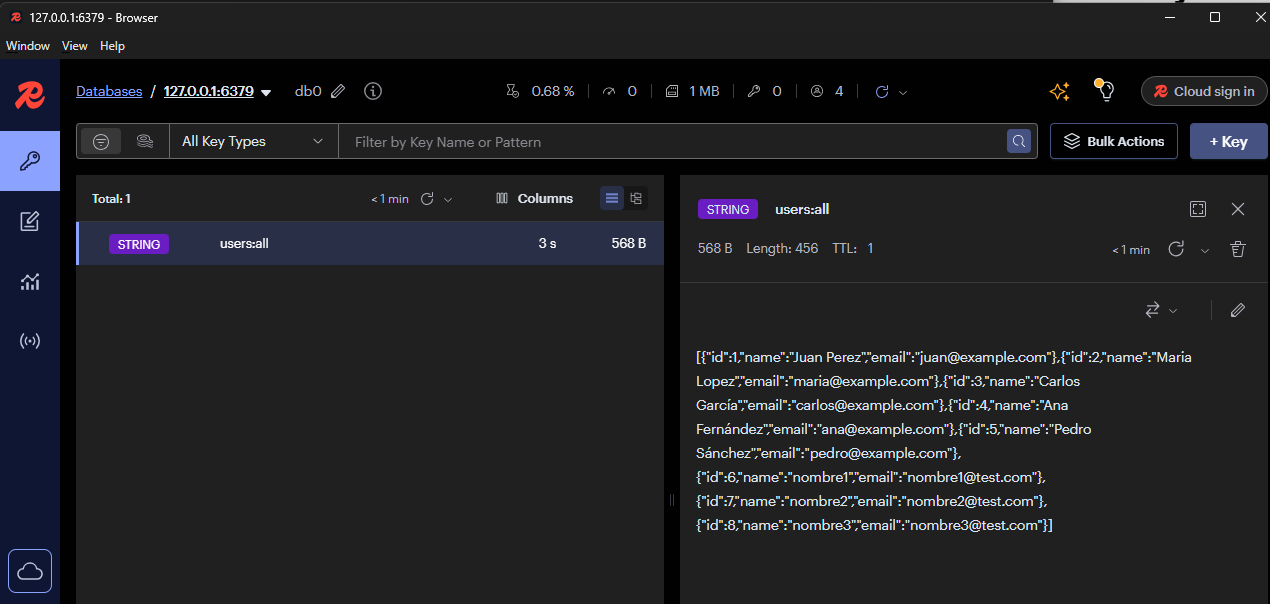 127.0.0.1:6379 - Browser
Window View Help
Databases / 127.0.0.1:6379 db0 0.68 % 0 1 MB 0 4 Cloud sign in
All Key Types Filter by Key Name or Pattern Bulk Actions + Key
Total: 1 < 1 min Columns
STRING users:all 3 s 568 B
STRING users:all
568 B Length: 456 TTL: 1 < 1 min
[{"id":1,"name":"Juan Perez","email":"juan@example.com"},{"id":2,"name":"Maria
Lopez","email":"maria@example.com"},{"id":3,"name":"Carlos
García","email":"carlos@example.com"},{"id":4,"name":"Ana
Fernández","email":"ana@example.com"},{"id":5,"name":"Pedro
Sánchez","email":"pedro@example.com"},
{"id":6,"name":"nombre1","email":"nombre1@test.com"},
{"id":7,"name":"nombre2","email":"nombre2@test.com"},
{"id":8,"name":"nombre3","email":"nombre3@test.com"}]